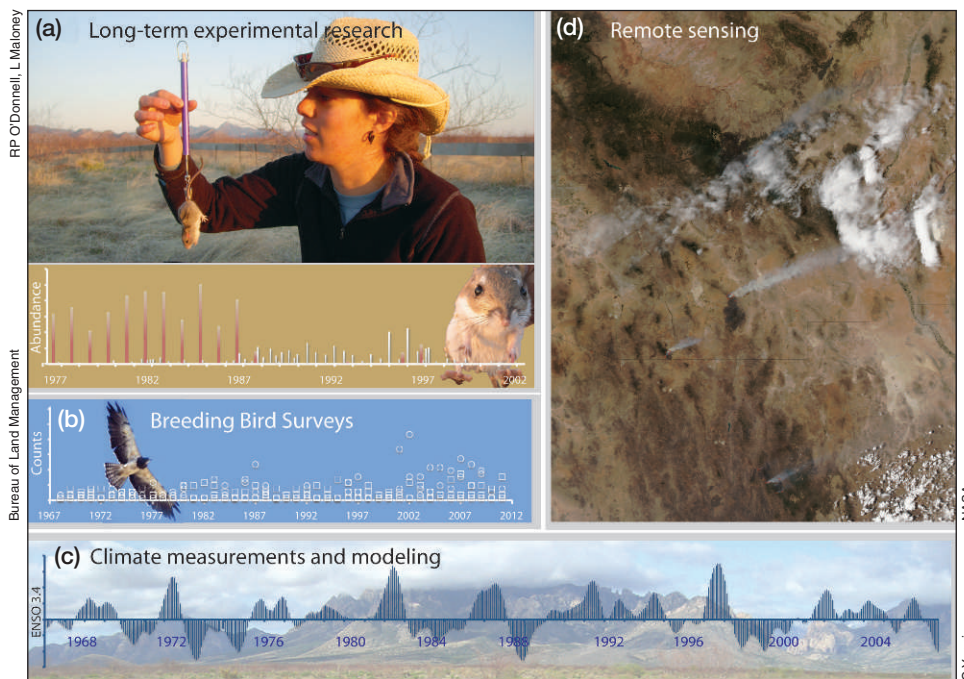 RP O'Donnell, L Maloney
(a) Long-term experimental research
Abundance
1977 1982 1987 1992 1997 2002
Bureau of Land Management
(b) Breeding Bird Surveys
Counts
1967 1972 1977 1982 1987 1992 1997 2002 2007 2012
(d) Remote sensing
(c) Climate measurements and modeling
ENSO 3.4
1968 1972 1976 1980 1984 1988 1992 1996 2000 2004